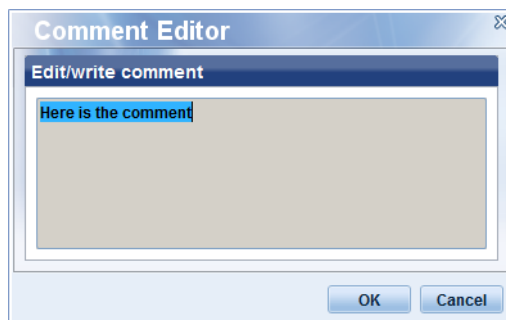 Comment Editor
Edit/write comment
Here is the comment
OK
Cancel